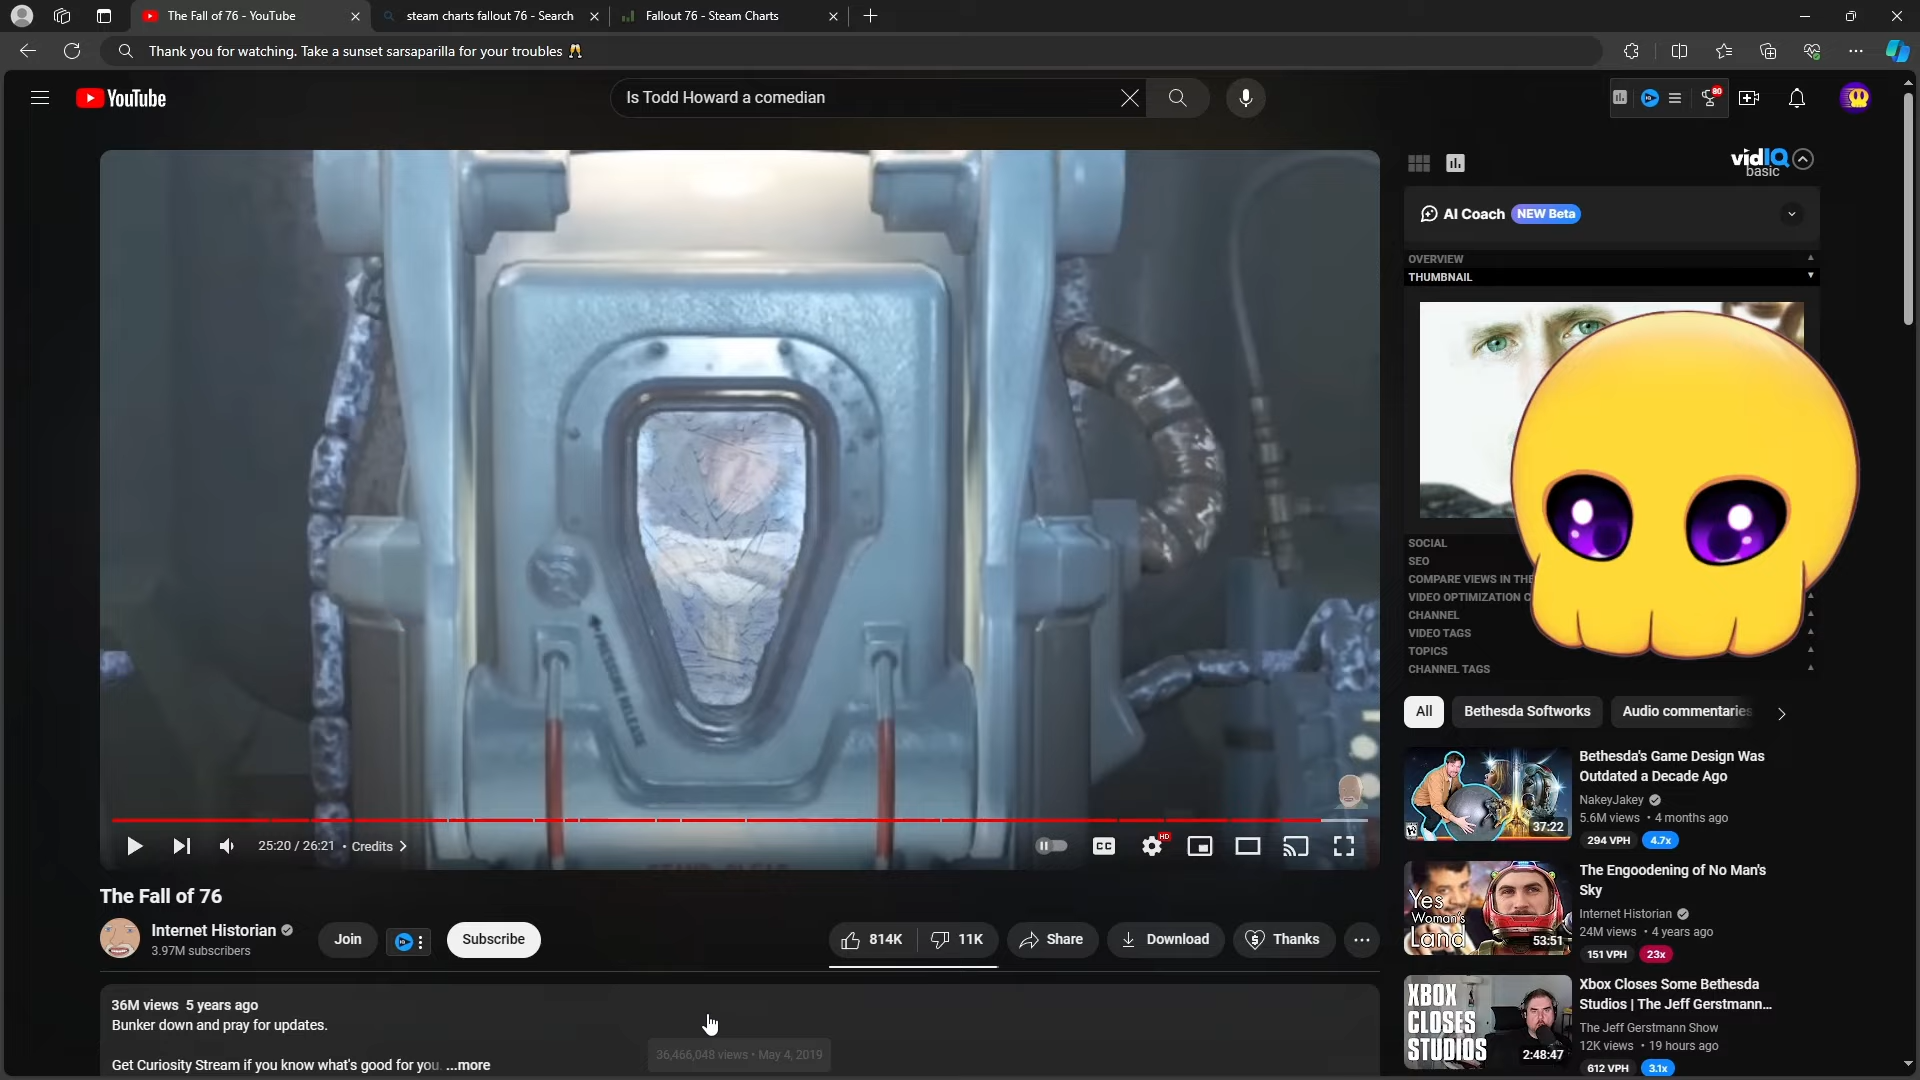 The Fall of 76 - YouTube
steam charts fallout 76 - Search
Fallout 76 - Steam Charts
Thank you for watching. Take a sunset sarsaparilla for your troubles 🍻
YouTube
Is Todd Howard a comedian
80
vidIQ
basic
AI Coach NEW Beta
OVERVIEW
THUMBNAIL
SOCIAL
SEO
COMPARE VIEWS IN THE
VIDEO OPTIMIZATION C
CHANNEL
VIDEO TAGS
TOPICS
CHANNEL TAGS
PRESSURE RELEASE
25:20 / 26:21 • Credits
CC
HD
The Fall of 76
Internet Historian
3.97M subscribers
Join
Subscribe
814K
11K
Share
Download
Thanks
36M views 5 years ago
Bunker down and pray for updates.
36,466,048 views • May 4, 2019
Get Curiosity Stream if you know what's good for you. ...more
All
Bethesda Softworks
Audio commentaries
37:22
Bethesda's Game Design Was
Outdated a Decade Ago
NakeyJakey
5.6M views • 4 months ago
294 VPH 4.7x
Yes
Woman's
Land
53:51
The Engoodening of No Man's
Sky
Internet Historian
24M views • 4 years ago
151 VPH 23x
XBOX
CLOSES
STUDIOS
2:48:47
Xbox Closes Some Bethesda
Studios | The Jeff Gerstmann...
The Jeff Gerstmann Show
12K views • 19 hours ago
612 VPH 3.1x